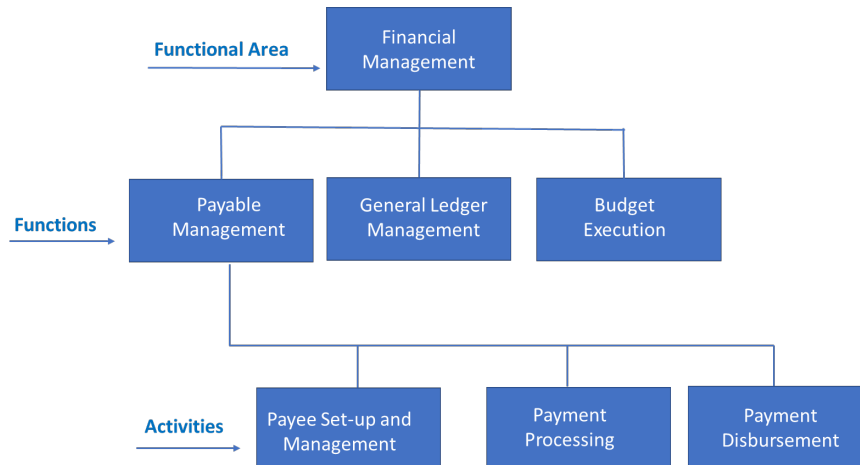 Functional Area
Financial
Management
Functions
Payable
Management
General Ledger
Management
Budget
Execution
Activities
Payee Set-up and
Management
Payment
Processing
Payment
Disbursement